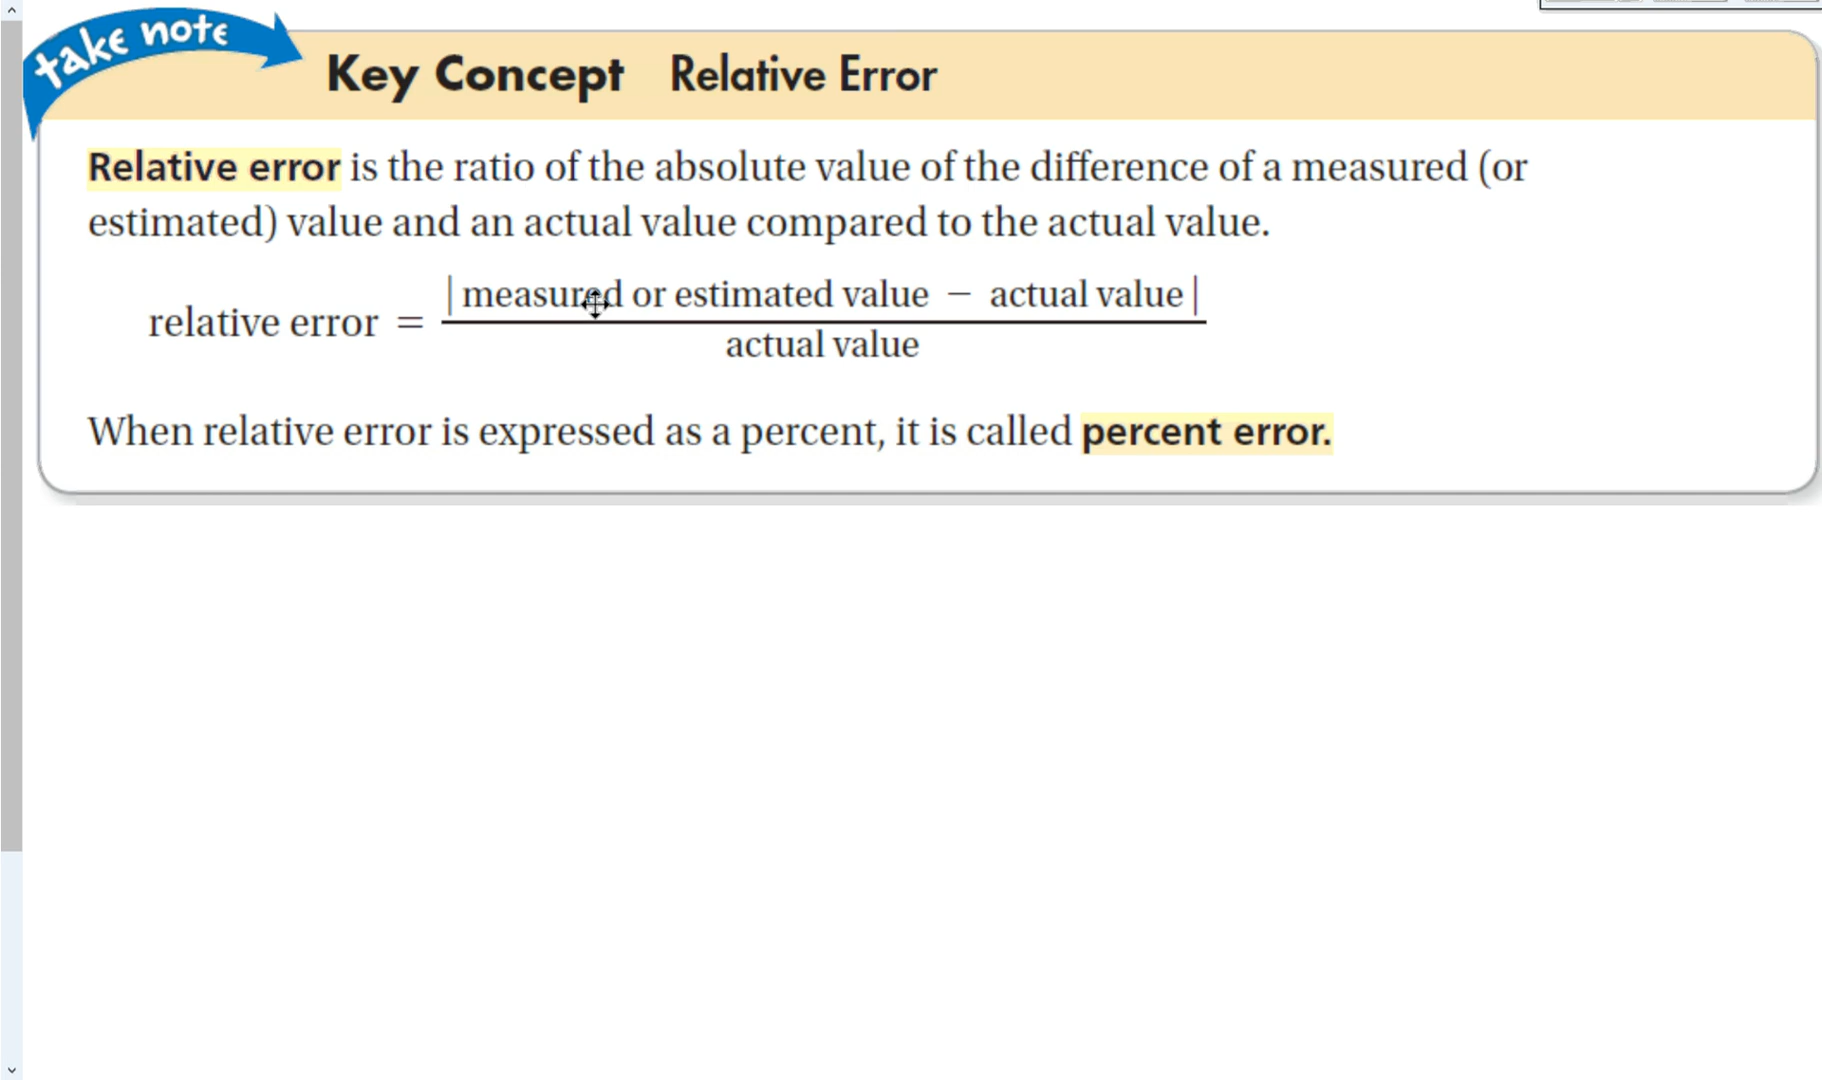 take note
Key Concept Relative Error
Relative error is the ratio of the absolute value of the difference of a measured (or
estimated) value and an actual value compared to the actual value.
relative error = | measured or estimated value − actual value |
actual value
When relative error is expressed as a percent, it is called percent error.